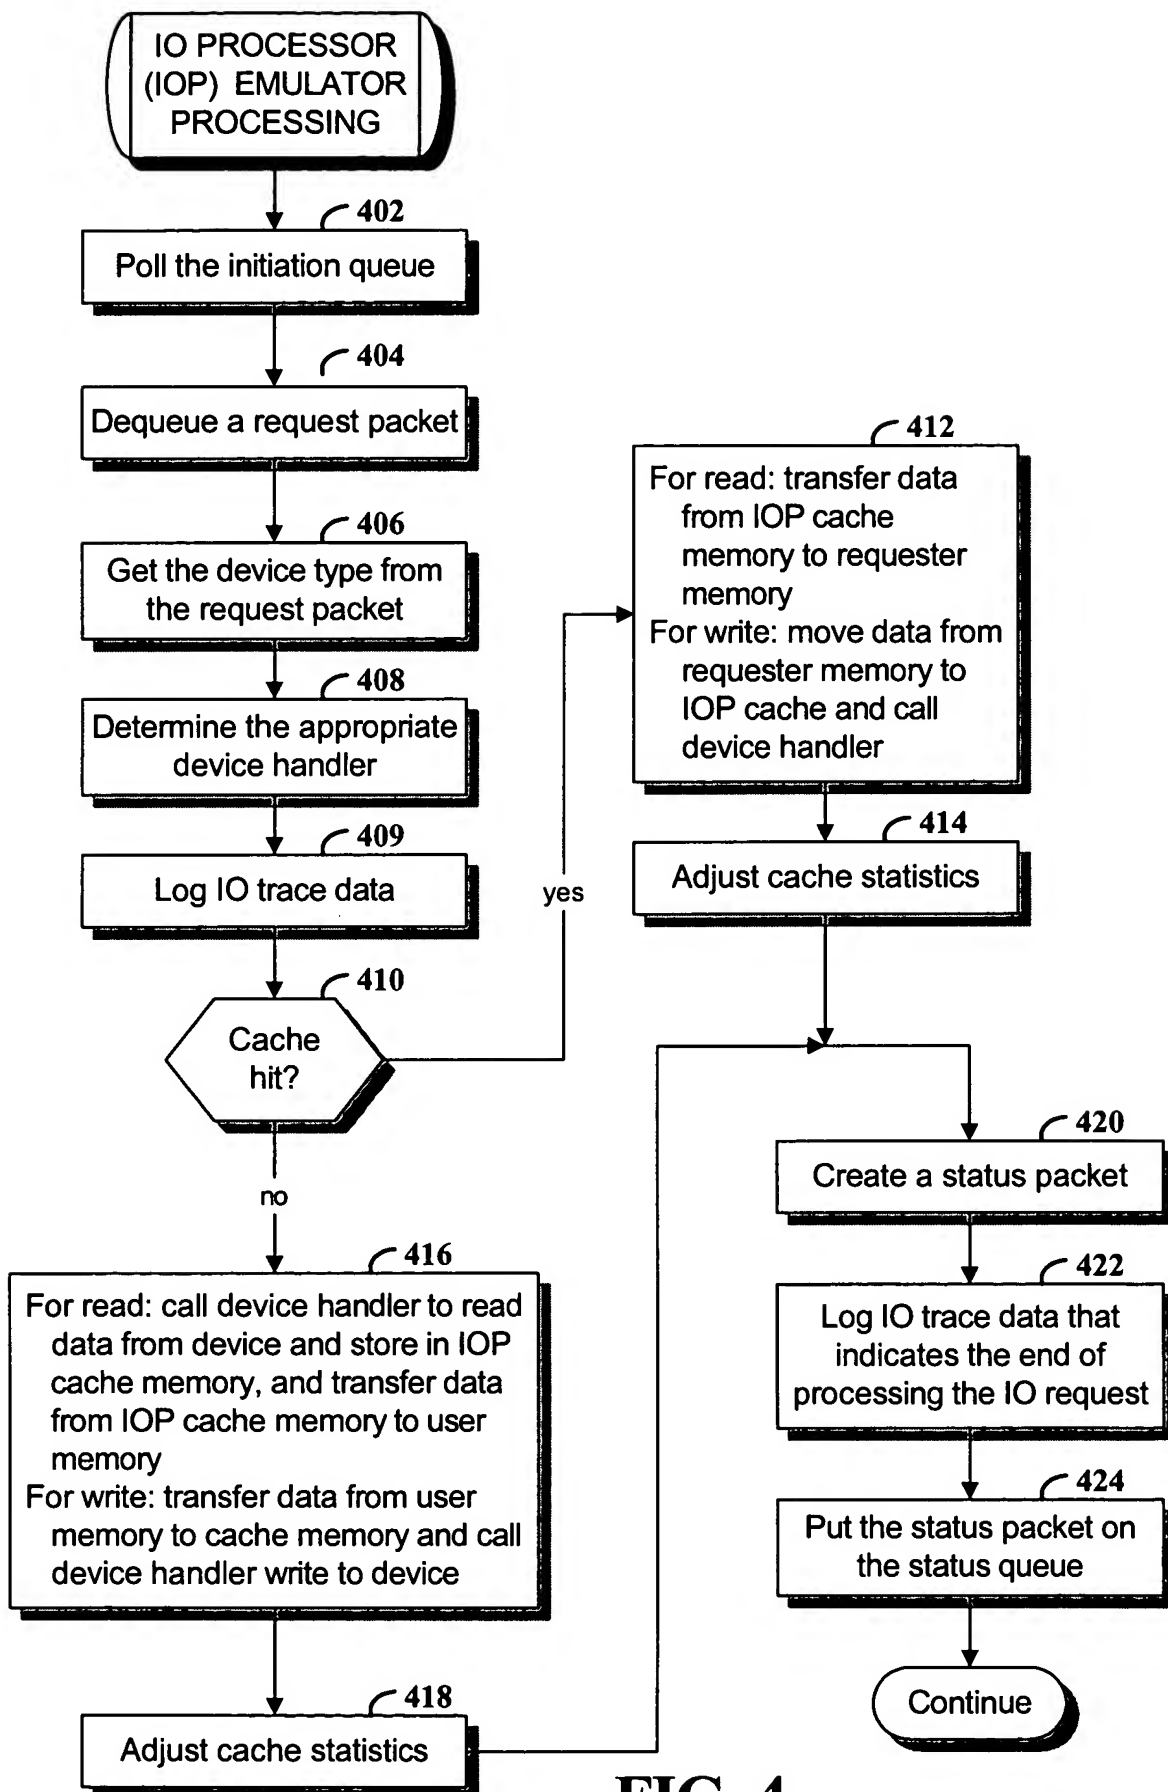 IO PROCESSOR
(IOP) EMULATOR
PROCESSING
402
Poll the initiation queue
404
Dequeue a request packet
406
Get the device type from
the request packet
408
Determine the appropriate
device handler
409
Log IO trace data
410
Cache
hit?
yes
no
412
For read: transfer data
from IOP cache
memory to requester
memory
For write: move data from
requester memory to
IOP cache and call
device handler
414
Adjust cache statistics
416
For read: call device handler to read
data from device and store in IOP
cache memory, and transfer data
from IOP cache memory to user
memory
For write: transfer data from user
memory to cache memory and call
device handler write to device
418
Adjust cache statistics
420
Create a status packet
422
Log IO trace data that
indicates the end of
processing the IO request
424
Put the status packet on
the status queue
Continue
FIG. 4